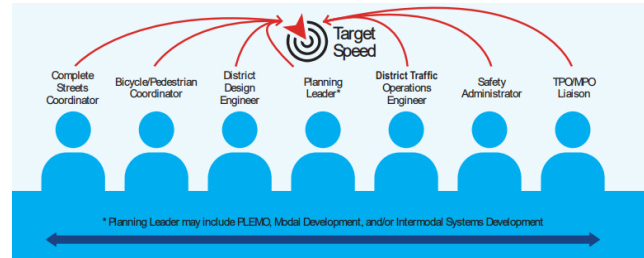 Target
Speed
Complete
Streets
Coordinator
Bicycle/Pedestrian
Coordinator
District
Design
Engineer
Planning
Leader*
District Traffic
Operations
Engineer
Safety
Administrator
TPO/MPO
Liaison
* Planning Leader may include PLEMO, Modal Development, and/or Intermodal Systems Development